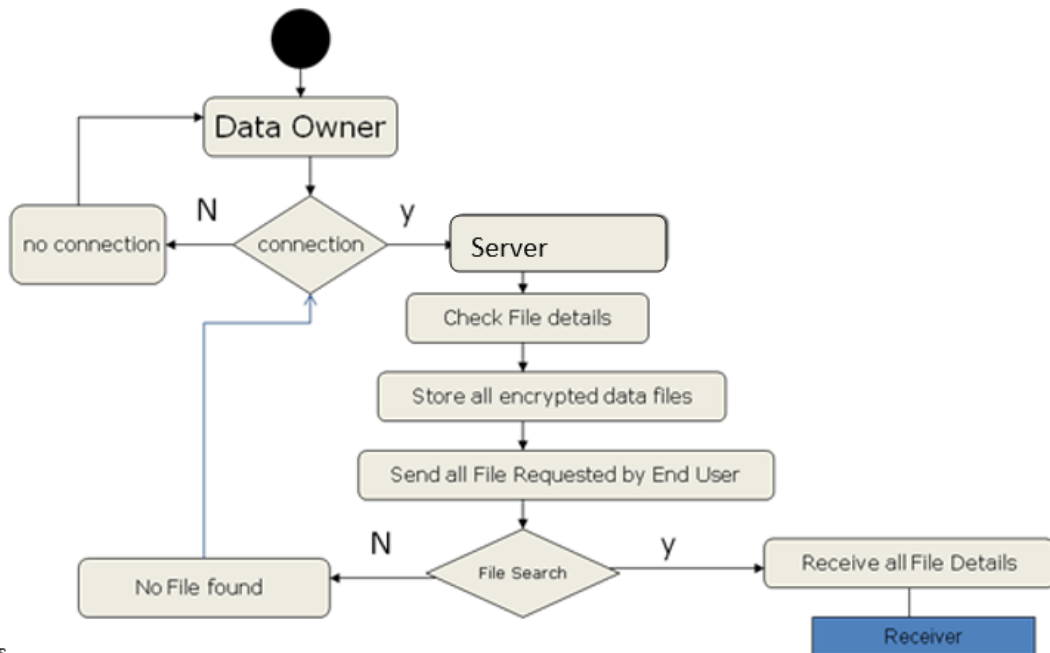 Data Owner
N
y
no connection
connection
Server
Check File details
Store all encrypted data files
Send all File Requested by End User
N
y
File Search
Receive all File Details
No File found
Receiver